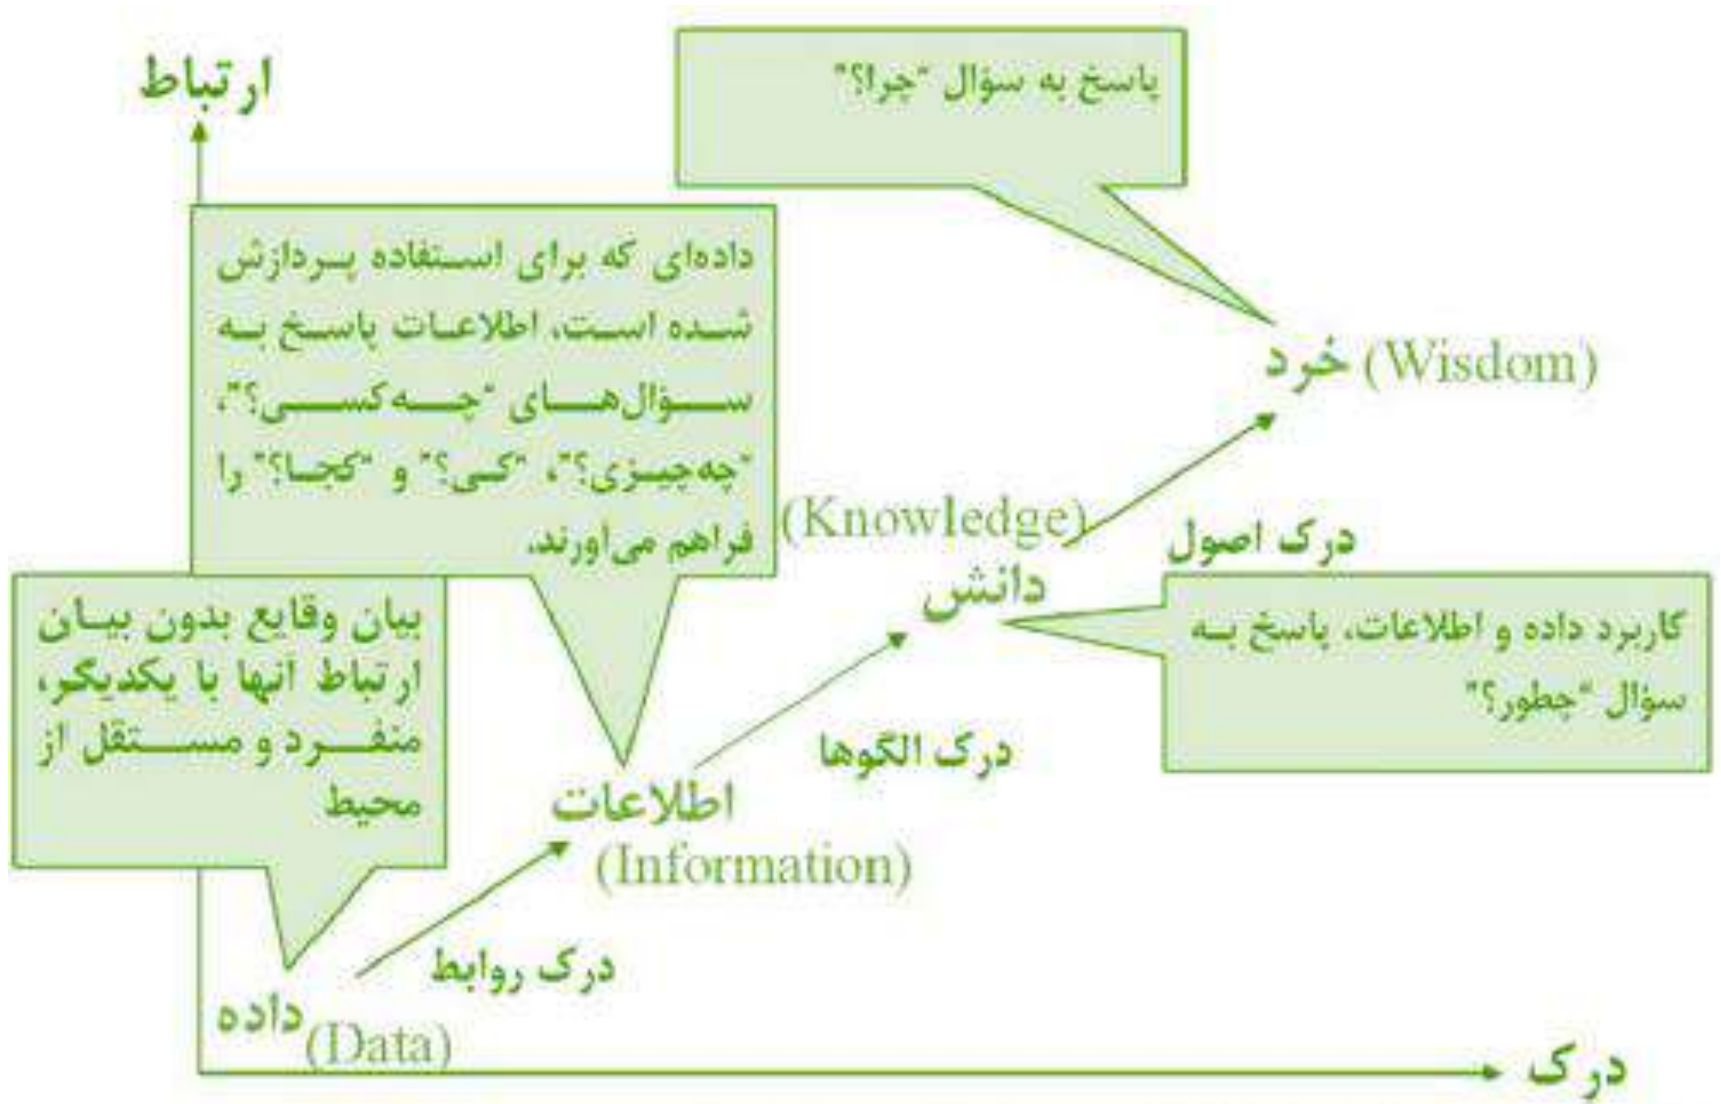 ارتباط
پاسخ به سؤال "چرا؟"
داده‌ای که برای استفاده پردازش
شده است، اطلاعات پاسخ به
سؤال‌های "چه‌کسی؟"،
"چه‌چیزی؟"، "کی؟" و "کجا؟" را
فراهم می‌آورند.
خرد (Wisdom)
(Knowledge)
دانش
درک اصول
بیان وقایع بدون بیان
ارتباط آنها با یکدیگر،
منفرد و مستقل از
محیط
کاربرد داده و اطلاعات، پاسخ به
سؤال "چطور؟"
درک الگوها
اطلاعات
(Information)
درک روابط
داده (Data)
درک